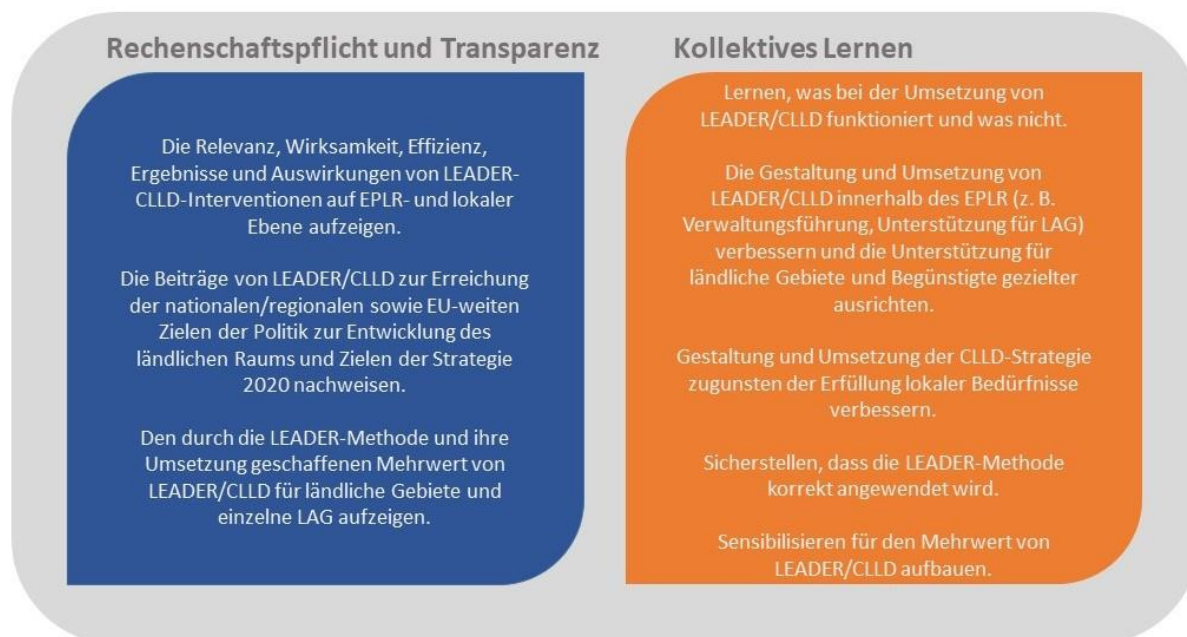 Rechenschaftspflicht und Transparenz
Die Relevanz, Wirksamkeit, Effizienz,
Ergebnisse und Auswirkungen von LEADER-
CLLD-Interventionen auf EPLR- und lokaler
Ebene aufzeigen.
Die Beiträge von LEADER/CLLD zur Erreichung
der nationalen/regionalen sowie EU-weiten
Zielen der Politik zur Entwicklung des
ländlichen Raums und Zielen der Strategie
2020 nachweisen.
Den durch die LEADER-Methode und ihre
Umsetzung geschaffenen Mehrwert von
LEADER/CLLD für ländliche Gebiete und
einzelne LAG aufzeigen.
Kollektives Lernen
Lernen, was bei der Umsetzung von
LEADER/CLLD funktioniert und was nicht.
Die Gestaltung und Umsetzung von
LEADER/CLLD innerhalb des EPLR (z. B.
Verwaltungsführung, Unterstützung für LAG)
verbessern und die Unterstützung für
ländliche Gebiete und Begünstigte gezielter
ausrichten.
Gestaltung und Umsetzung der CLLD-Strategie
zugunsten der Erfüllung lokaler Bedürfnisse
verbessern.
Sicherstellen, dass die LEADER-Methode
korrekt angewendet wird.
Sensibilisieren für den Mehrwert von
LEADER/CLLD aufbauen.